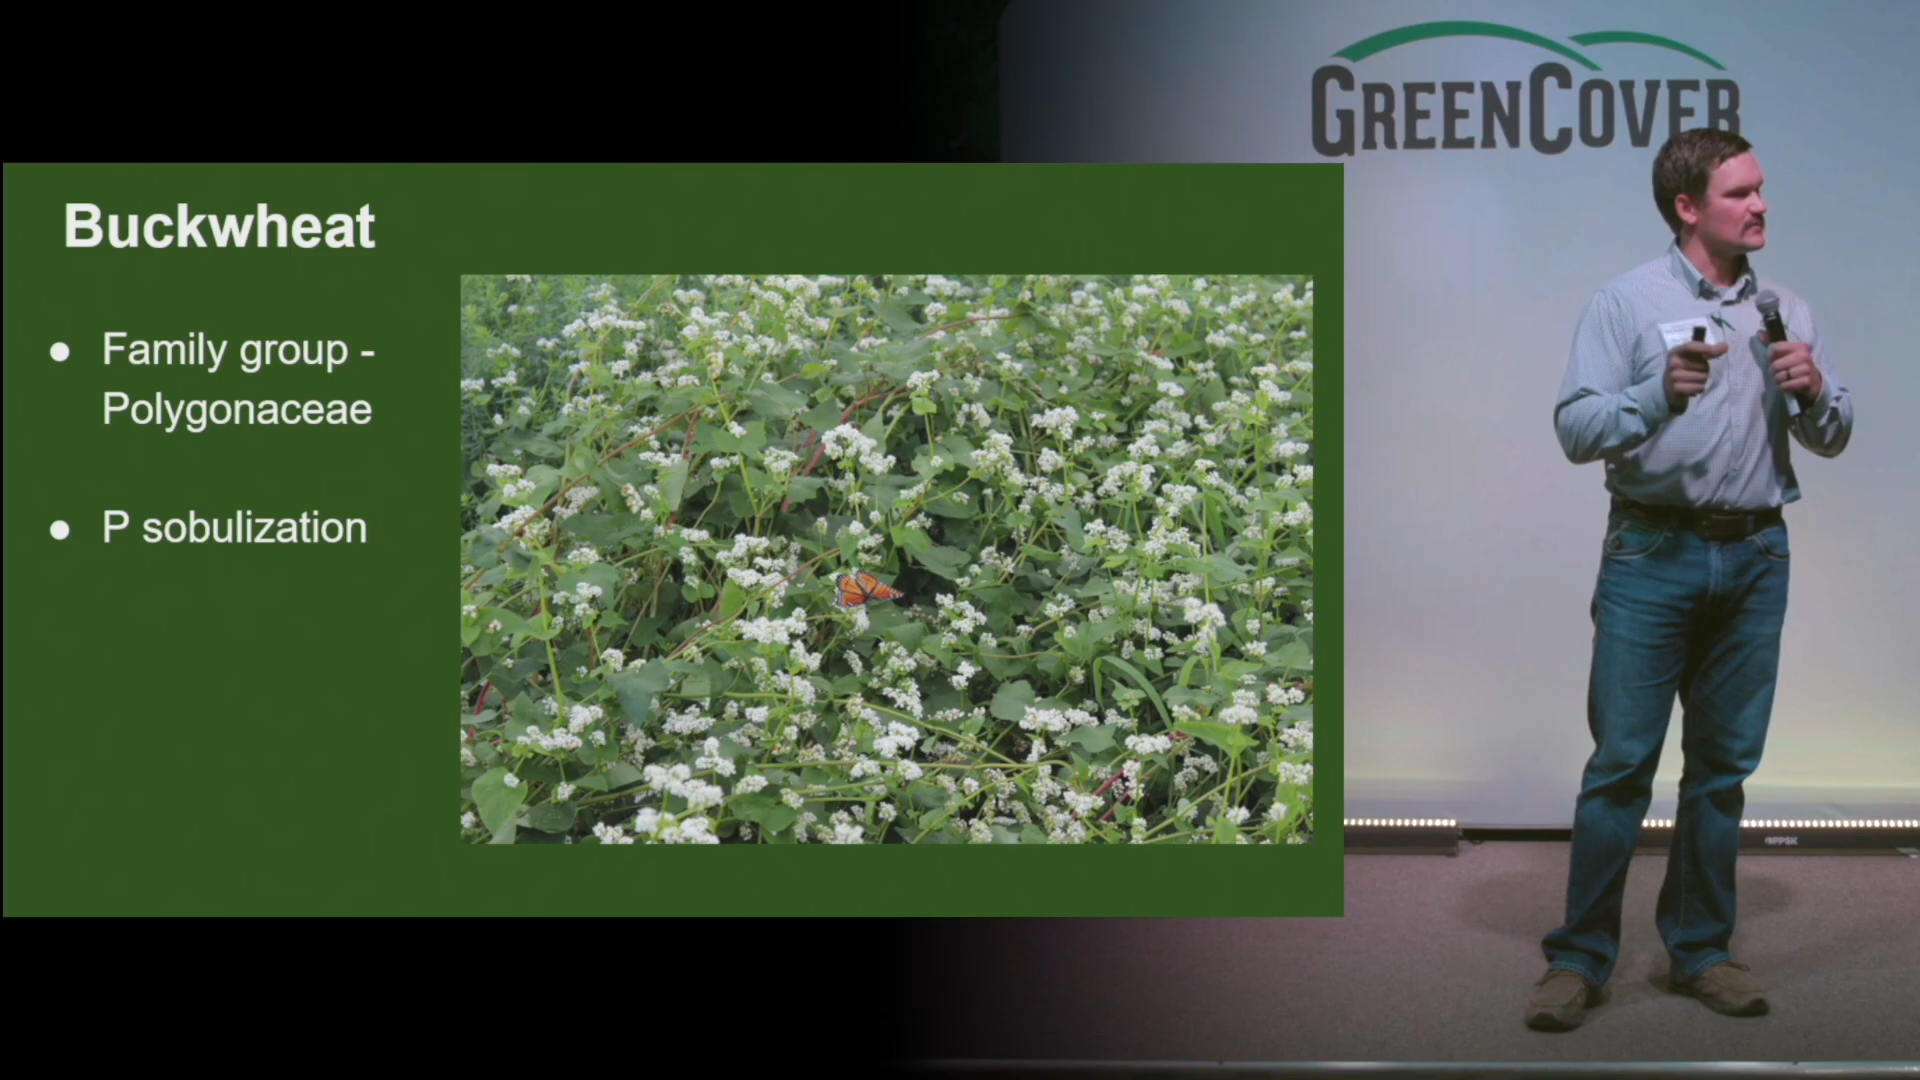 GREENCOVER
Buckwheat
● Family group -
Polygonaceae
● P sobulization